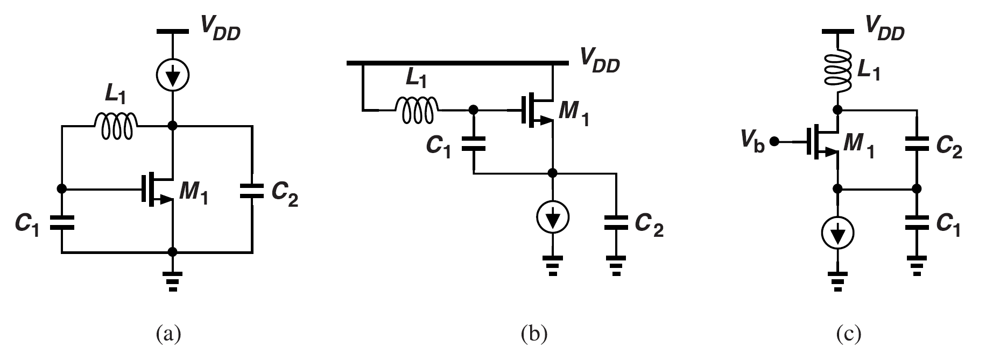 V_DD
L_1
M_1
C_1
C_2
(a)
V_DD
L_1
M_1
C_1
C_2
(b)
V_DD
L_1
V_b
M_1
C_2
C_1
(c)